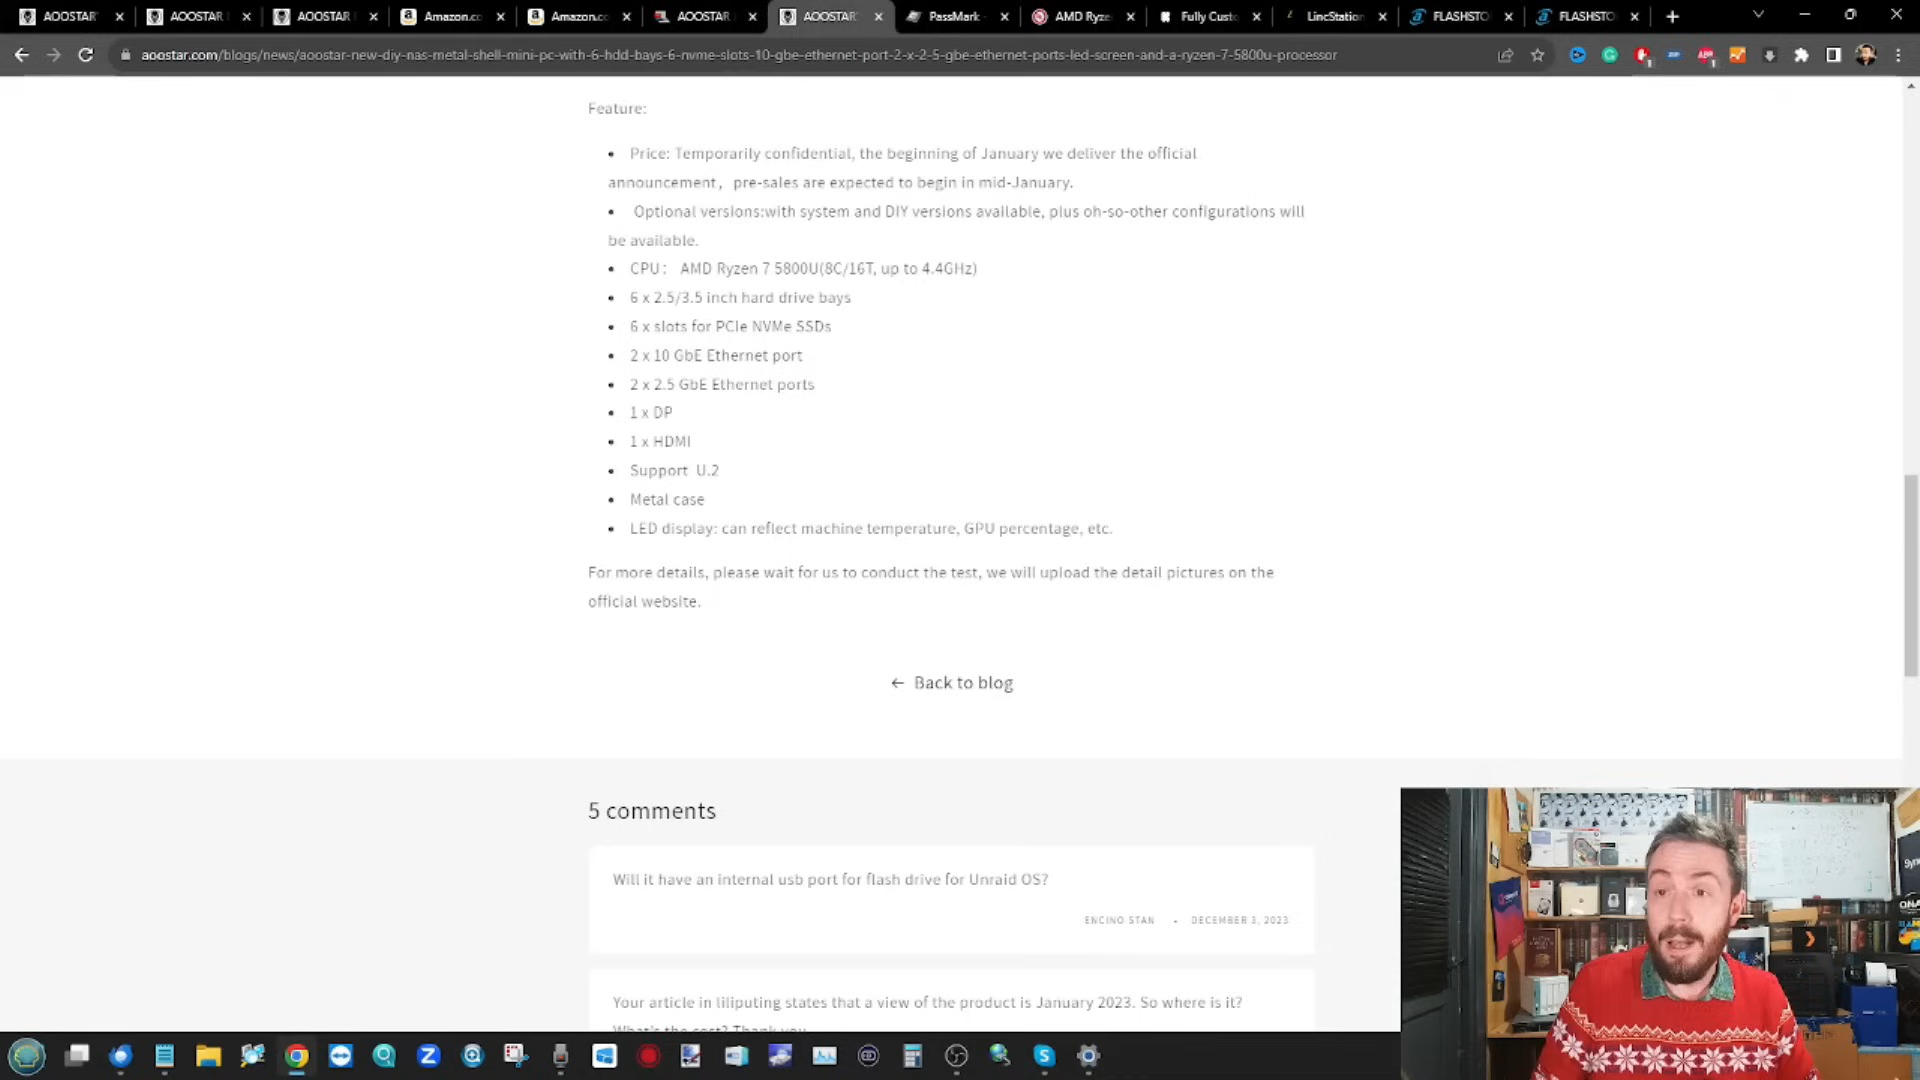 AOOSTAR
AOOSTAR
AOOSTAR
Amazon.co
Amazon.co
AOOSTAR
AOOSTAR
PassMark
AMD Ryze
Fully Custo
LincStation
FLASHSTO
FLASHSTO
aoostar.com/blogs/news/aoostar-new-diy-nas-metal-shell-mini-pc-with-6-hdd-bays-6-nvme-slots-10-gbe-ethernet-port-2-x-2-5-gbe-ethernet-ports-led-screen-and-a-ryzen-7-5800u-processor
Feature:
• Price: Temporarily confidential, the beginning of January we deliver the official
announcement，pre-sales are expected to begin in mid-January.
• Optional versions:with system and DIY versions available, plus oh-so-other configurations will
be available.
• CPU： AMD Ryzen 7 5800U(8C/16T, up to 4.4GHz)
• 6 x 2.5/3.5 inch hard drive bays
• 6 x slots for PCIe NVMe SSDs
• 2 x 10 GbE Ethernet port
• 2 x 2.5 GbE Ethernet ports
• 1 x DP
• 1 x HDMI
• Support U.2
• Metal case
• LED display: can reflect machine temperature, GPU percentage, etc.
For more details, please wait for us to conduct the test, we will upload the detail pictures on the
official website.
← Back to blog
5 comments
Will it have an internal usb port for flash drive for Unraid OS?
ENCINO STAN • DECEMBER 3, 2023
Your article in liliputing states that a view of the product is January 2023. So where is it?
What's the cost? Thank you